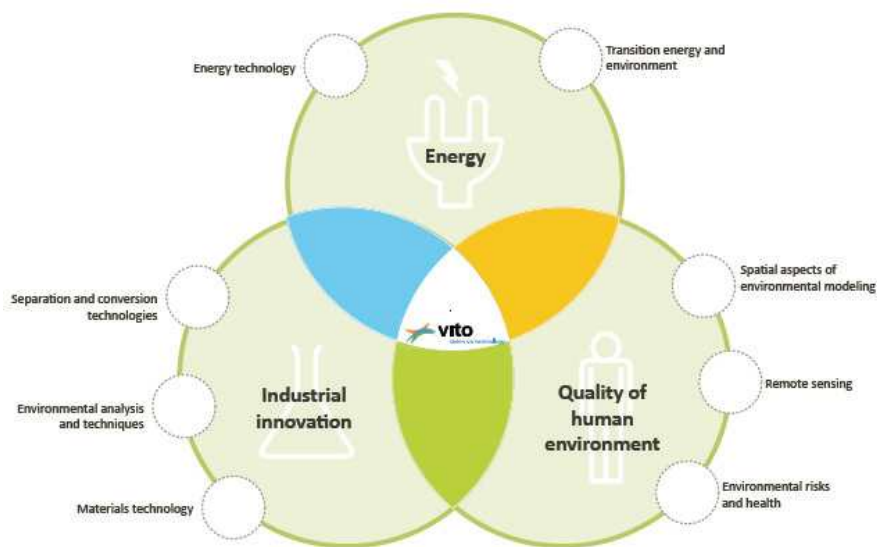 Energy technology
Transition energy and
environment
Energy
Separation and conversion
technologies
Spatial aspects of
environmental modeling
vito
Industrial
innovation
Quality of
human
environment
Environmental analysis
and techniques
Remote sensing
Materials technology
Environmental risks
and health